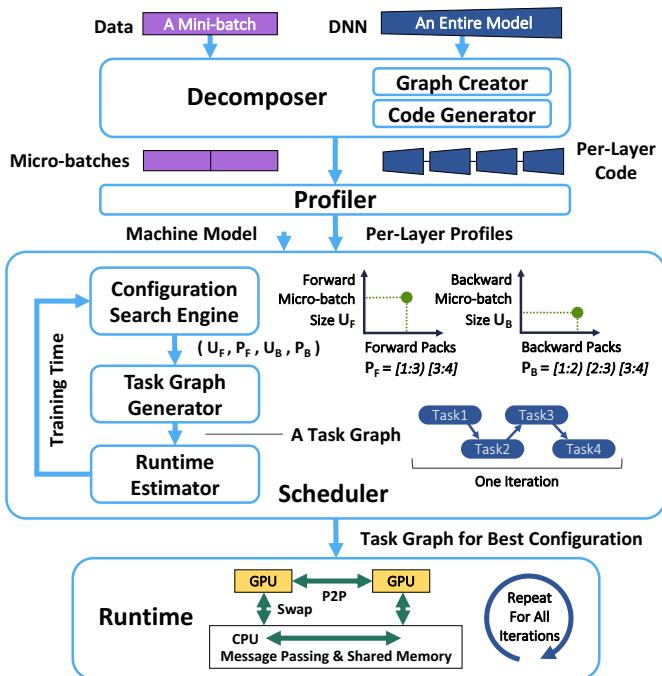 Data
A Mini-batch
DNN
An Entire Model
Decomposer
Graph Creator
Code Generator
Micro-batches
Per-Layer
Code
Profiler
Machine Model
Per-Layer Profiles
Configuration
Search Engine
Forward
Micro-batch
Size U_F
Forward Packs
P_F = [1:3) [3:4]
Backward
Micro-batch
Size U_B
Backward Packs
P_B = [1:2) [2:3) [3:4]
( U_F , P_F , U_B , P_B )
Training Time
Task Graph
Generator
A Task Graph
Task1
Task2
Task3
Task4
One Iteration
Runtime
Estimator
Scheduler
Task Graph for Best Configuration
Runtime
GPU
P2P
GPU
Swap
CPU
Message Passing & Shared Memory
Repeat
For All
Iterations